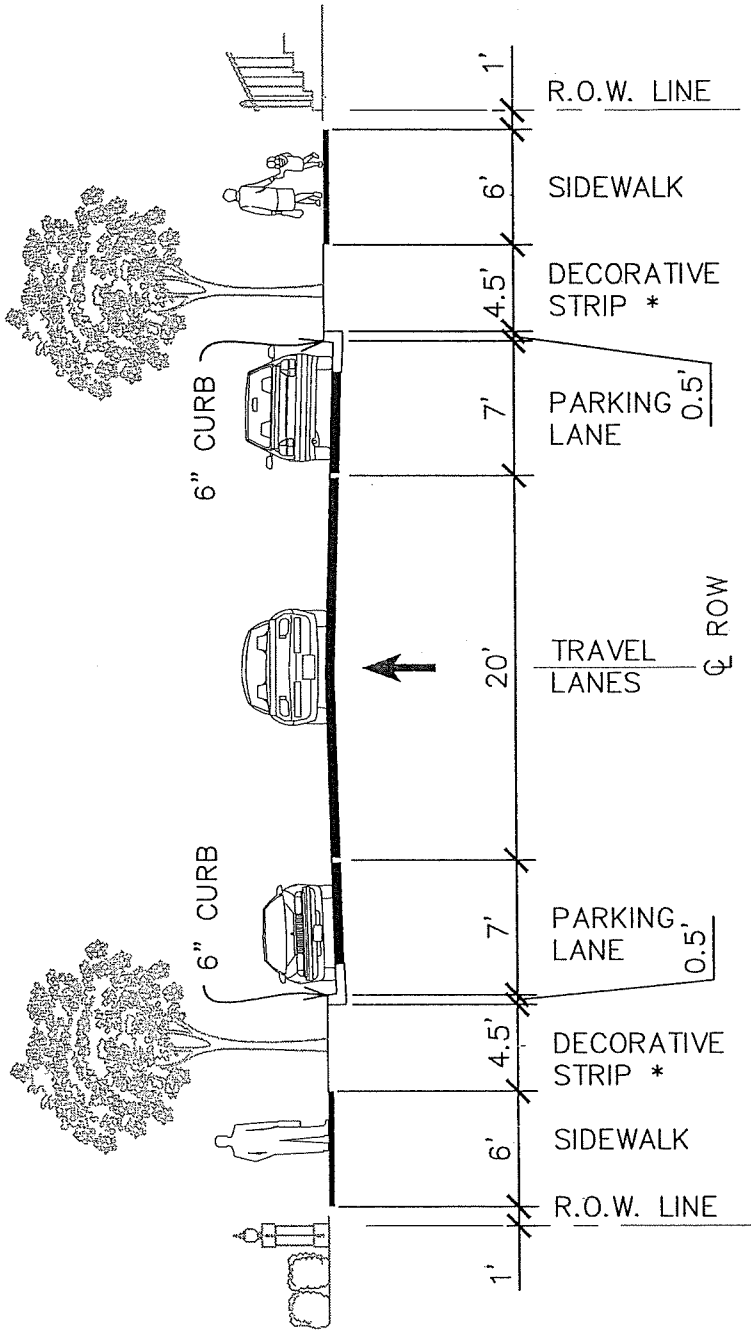 1'
R.O.W. LINE
6'
SIDEWALK
4.5'
DECORATIVE
STRIP *
0.5'
6" CURB
7'
PARKING
LANE
20'
TRAVEL
LANES
℄ ROW
6" CURB
7'
PARKING
LANE
0.5'
4.5'
DECORATIVE
STRIP *
6'
SIDEWALK
R.O.W. LINE
1'